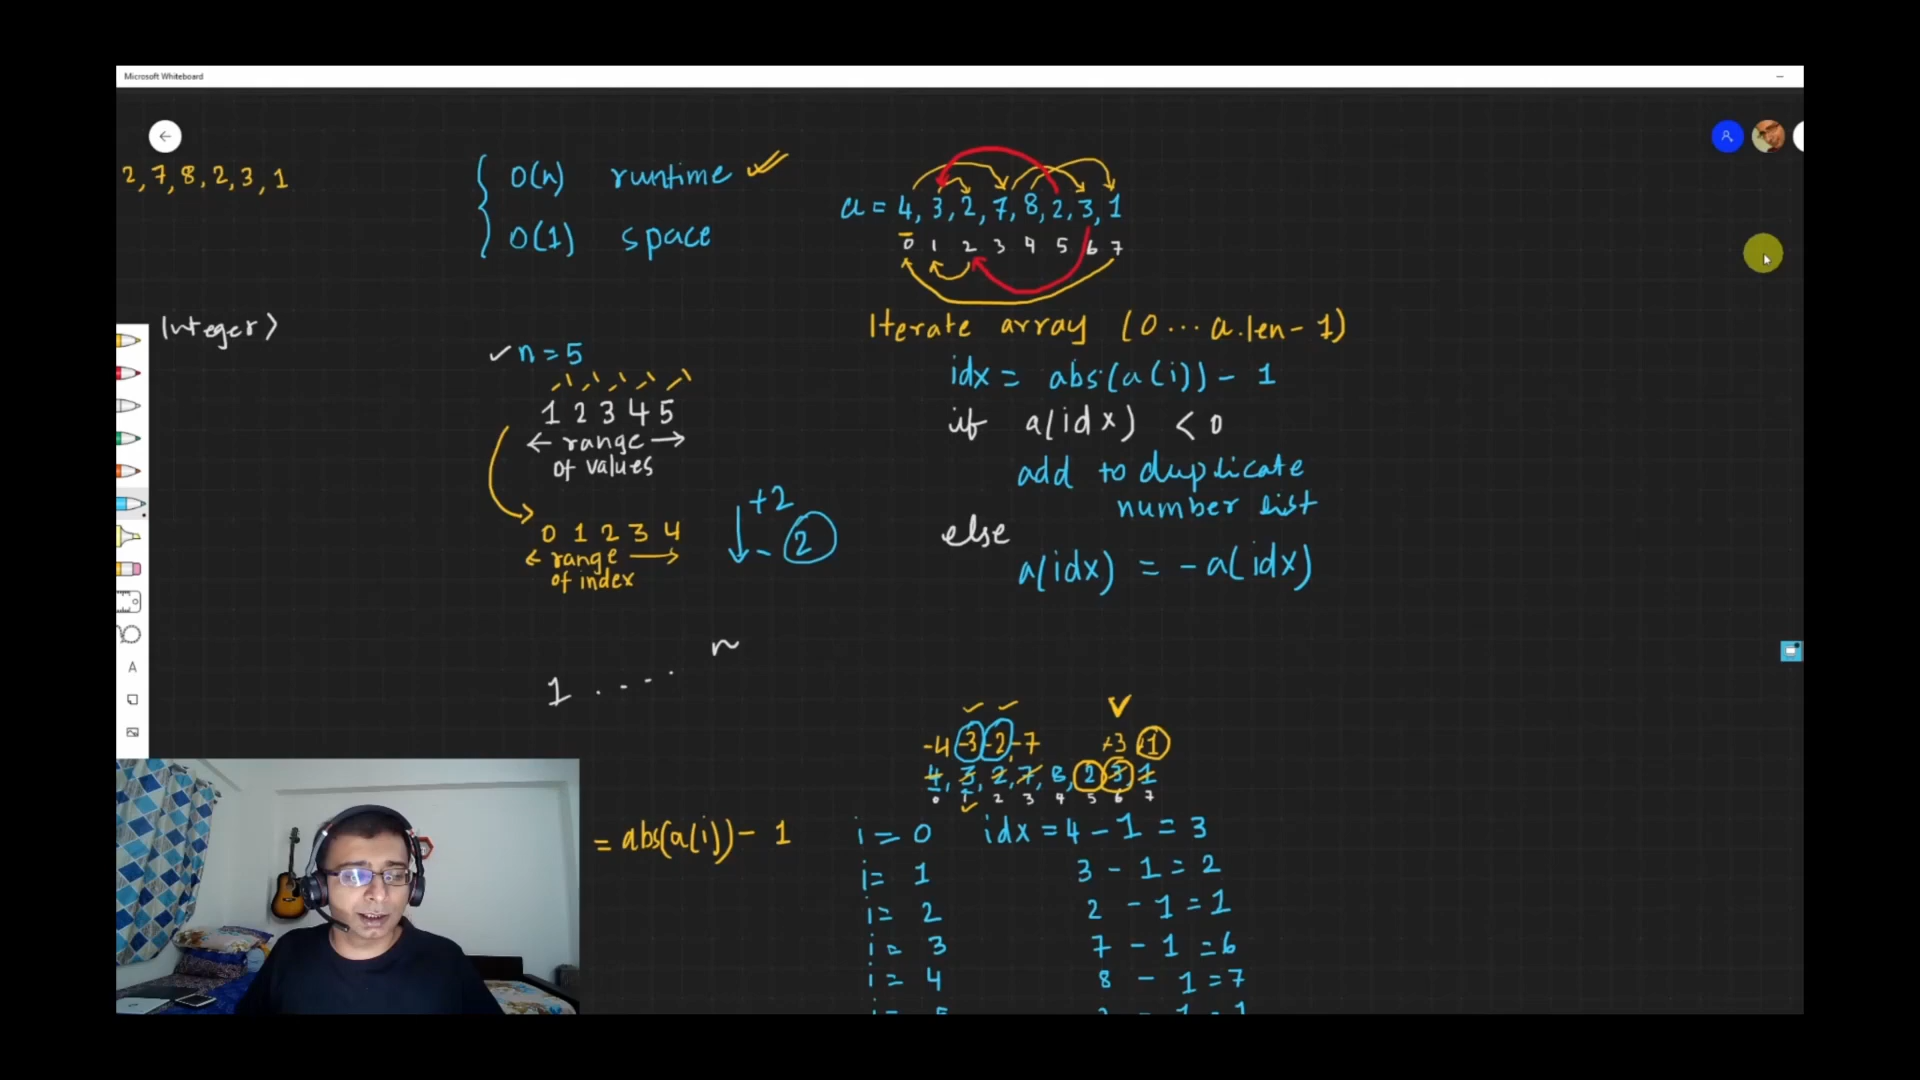 Microsoft Whiteboard
2, 7, 8, 2, 3, 1
Integer>
O(n) runtime
O(1) space
n = 5
1 2 3 4 5
← range →
of values
0 1 2 3 4
← range →
of index
+2
- 2
1 . . . . n
a = 4, 3, 2, 7, 8, 2, 3, 1
0 1 2 3 4 5 6 7
Iterate array (0 ... a.len - 1)
idx = abs(a(i)) - 1
if a(idx) < 0
add to duplicate
number list
else
a(idx) = -a(idx)
-4 -3 -2 -7 +3
4, 3, 2, 7, 8, 2 3 1
0 1 2 3 4 5 6 7
= abs(a(i)) - 1
i = 0 idx = 4 - 1 = 3
i = 1 3 - 1 = 2
i = 2 2 - 1 = 1
i = 3 7 - 1 = 6
i = 4 8 - 1 = 7
A